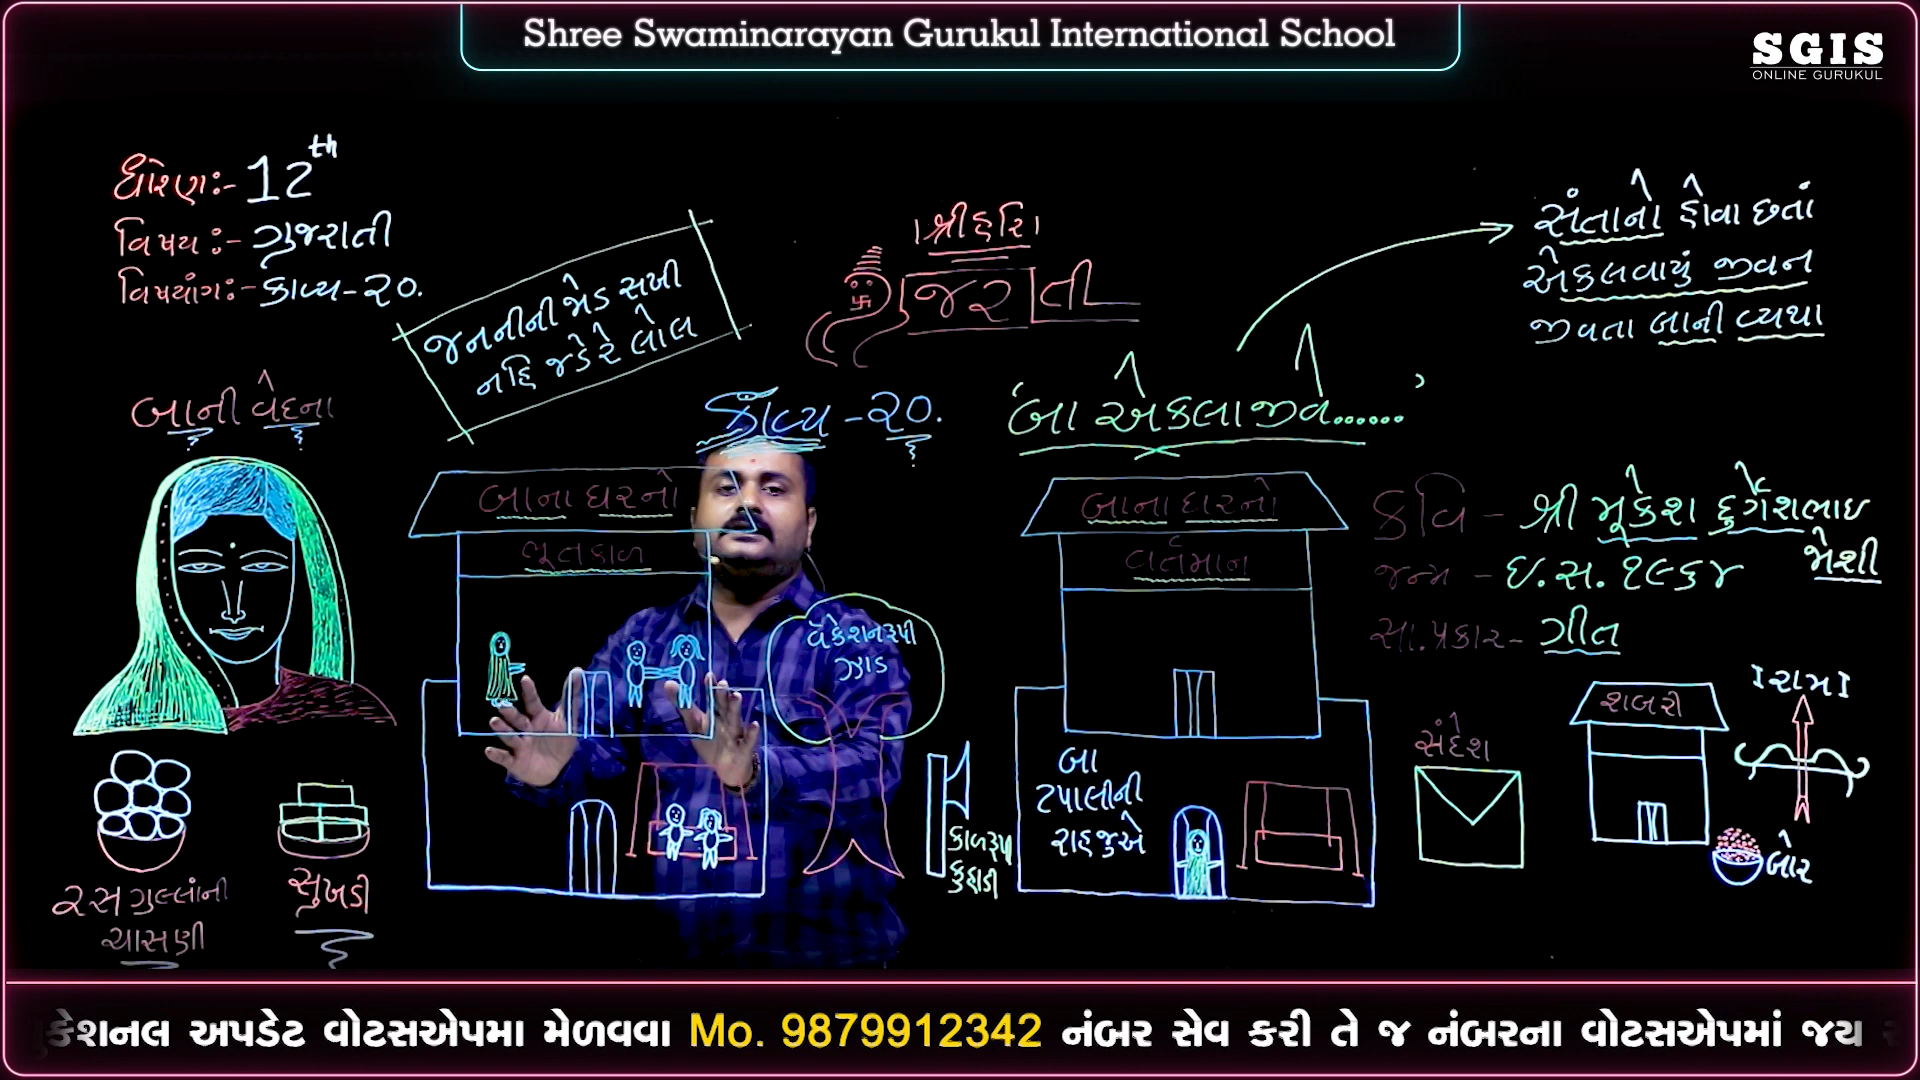 Shree Swaminarayan Gurukul International School
SGIS
ONLINE GURUKUL
ધોરણ:- 12th
વિષય:- ગુજરાતી
વિષયાંગ:- કાવ્ય-૨૦.
જનનીની જોડ સખી
નહિ જડે રે લોલ
।શ્રીહરિ।
જરાતી
સંતાનો હોવા છતાં
એકલવાયું જીવન
જીવતા બાની વ્યથા
કાવ્ય-૨૦.
'બા એકલા જીવે......'
બાની વેદના
બાના ઘરનો
ભૂતકાળ
વેકેશનરૂપી
ઝાડ
કાળરૂપી
કુહાડી
બાના ઘરનો
વર્તમાન
બા
ટપાલીની
રાહ જુએ
કવિ - શ્રી મૂકેશ દુર્ગેશભાઇ
જોશી
જન્મ - ઇ.સ. ૧૯૬૪
સા.પ્રકાર- ગીત
સંદેશ
શબરી
રામ
બોર
રસગુલ્લાંની
ચાસણી
સુખડી
કેશનલ અપડેટ વોટસએપમા મેળવવા Mo. 9879912342 નંબર સેવ કરી તે જ નંબરના વોટસએપમાં જય